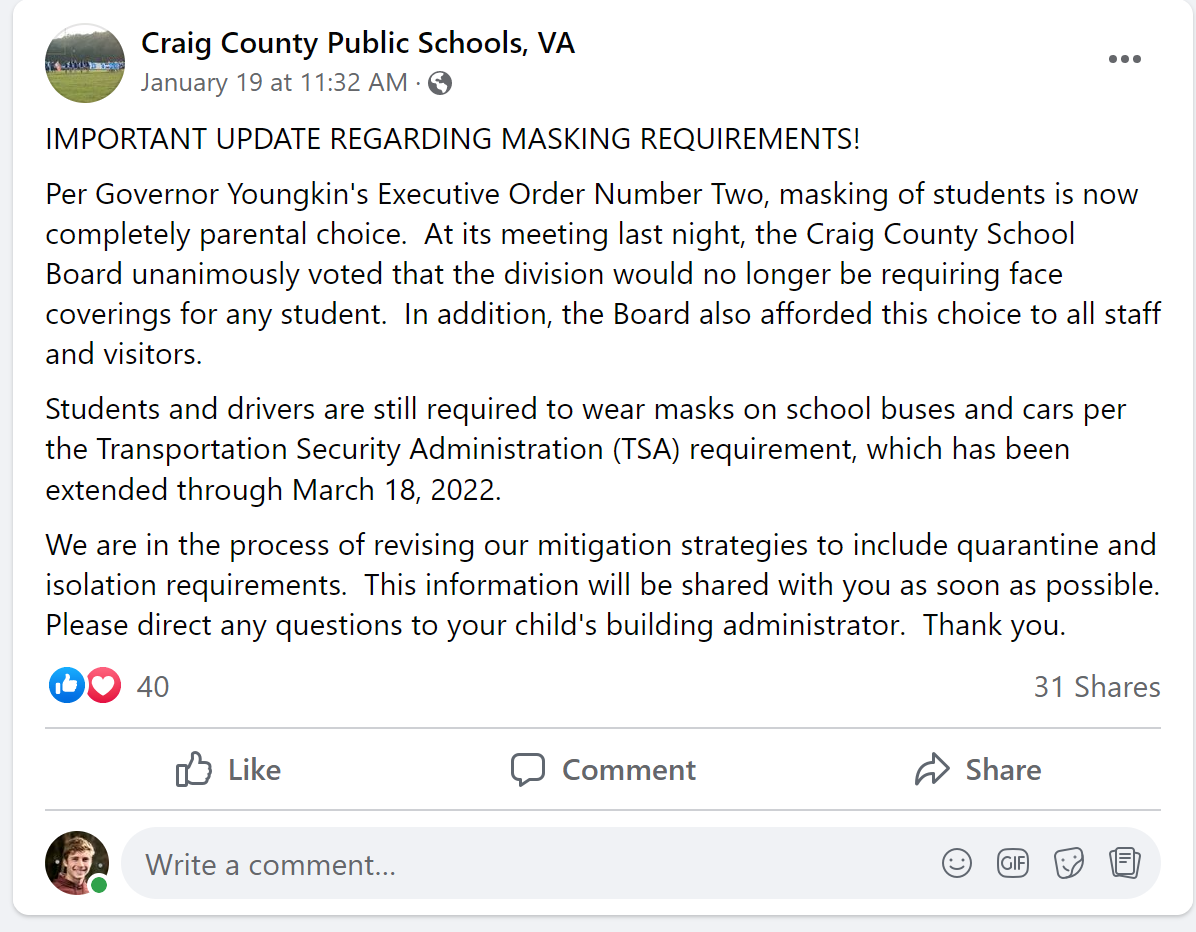 Craig County Public Schools, VA
January 19 at 11:32 AM ·
IMPORTANT UPDATE REGARDING MASKING REQUIREMENTS!
Per Governor Youngkin's Executive Order Number Two, masking of students is now
completely parental choice.  At its meeting last night, the Craig County School
Board unanimously voted that the division would no longer be requiring face
coverings for any student.  In addition, the Board also afforded this choice to all staff
and visitors.
Students and drivers are still required to wear masks on school buses and cars per
the Transportation Security Administration (TSA) requirement, which has been
extended through March 18, 2022.
We are in the process of revising our mitigation strategies to include quarantine and
isolation requirements.  This information will be shared with you as soon as possible.
Please direct any questions to your child's building administrator.  Thank you.
40 31 Shares
Like Comment Share
Write a comment... GIF